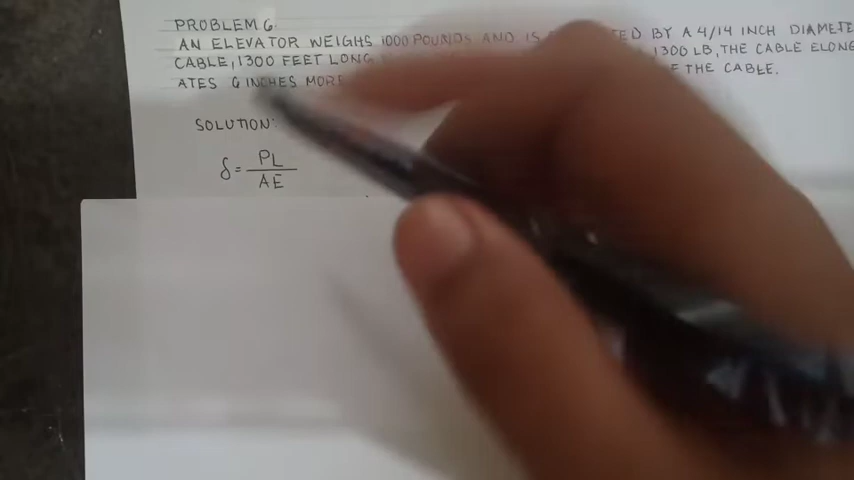 PROBLEM 6.
AN ELEVATOR WEIGHS 1000 POUNDS AND IS BY A 4/14 INCH DIAMETE
CABLE, 1300 FEET LONG 1300 LB, THE CABLE ELONG
ATES 6 INCHES MORE THE CABLE.
SOLUTION:
δ = PL
AE